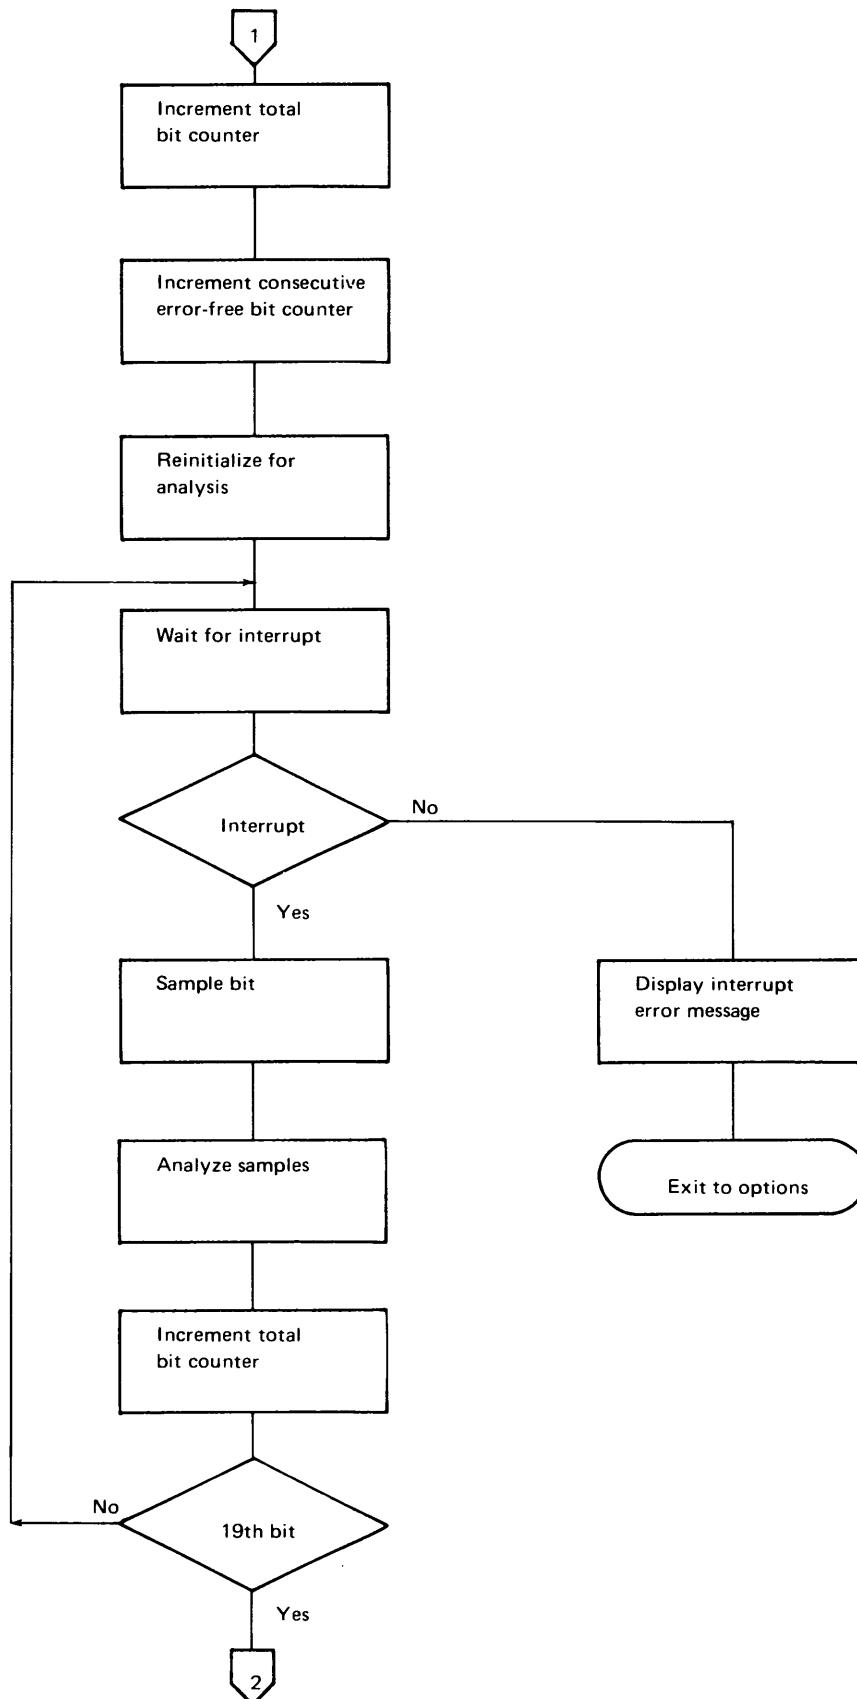 1
Increment total
bit counter
Increment consecutive
error-free bit counter
Reinitialize for
analysis
Wait for interrupt
Interrupt
No
Yes
Sample bit
Display interrupt
error message
Analyze samples
Exit to options
Increment total
bit counter
No
19th bit
Yes
2